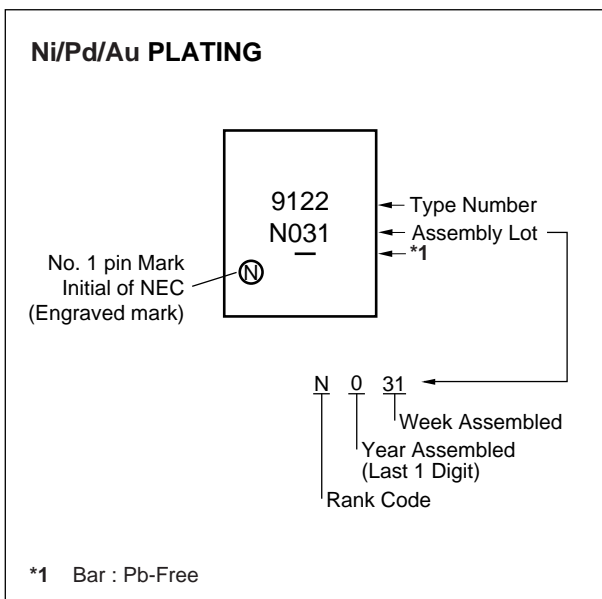 Ni/Pd/Au PLATING
9122
N031
N
Type Number
Assembly Lot
*1
No. 1 pin Mark
Initial of NEC
(Engraved mark)
N 0 31
Week Assembled
Year Assembled
(Last 1 Digit)
Rank Code
*1 Bar : Pb-Free